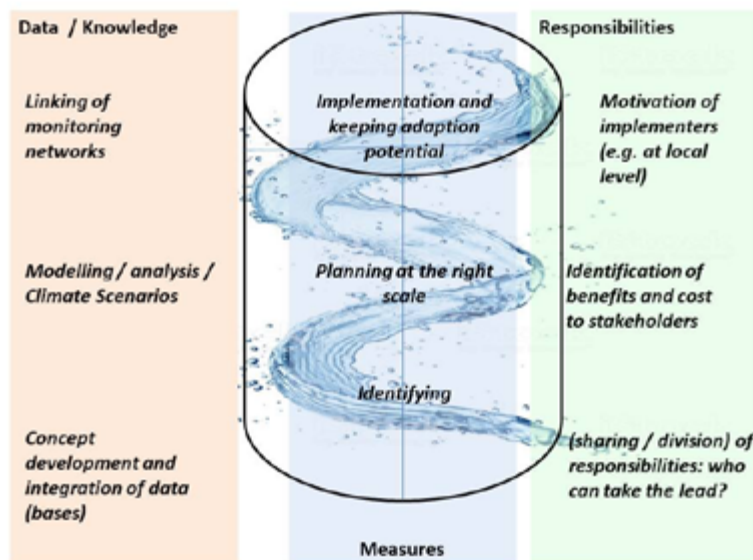 Data / Knowledge
Responsibilities
Linking of
monitoring
networks
Implementation and
keeping adaption
potential
Motivation of
implementers
(e.g. at local
level)
Modelling / analysis /
Climate Scenarios
Planning at the right
scale
Identification of
benefits and cost
to stakeholders
Identifying
Concept
development and
integration of data
(bases)
(sharing / division) of
responsibilities: who
can take the lead?
Measures